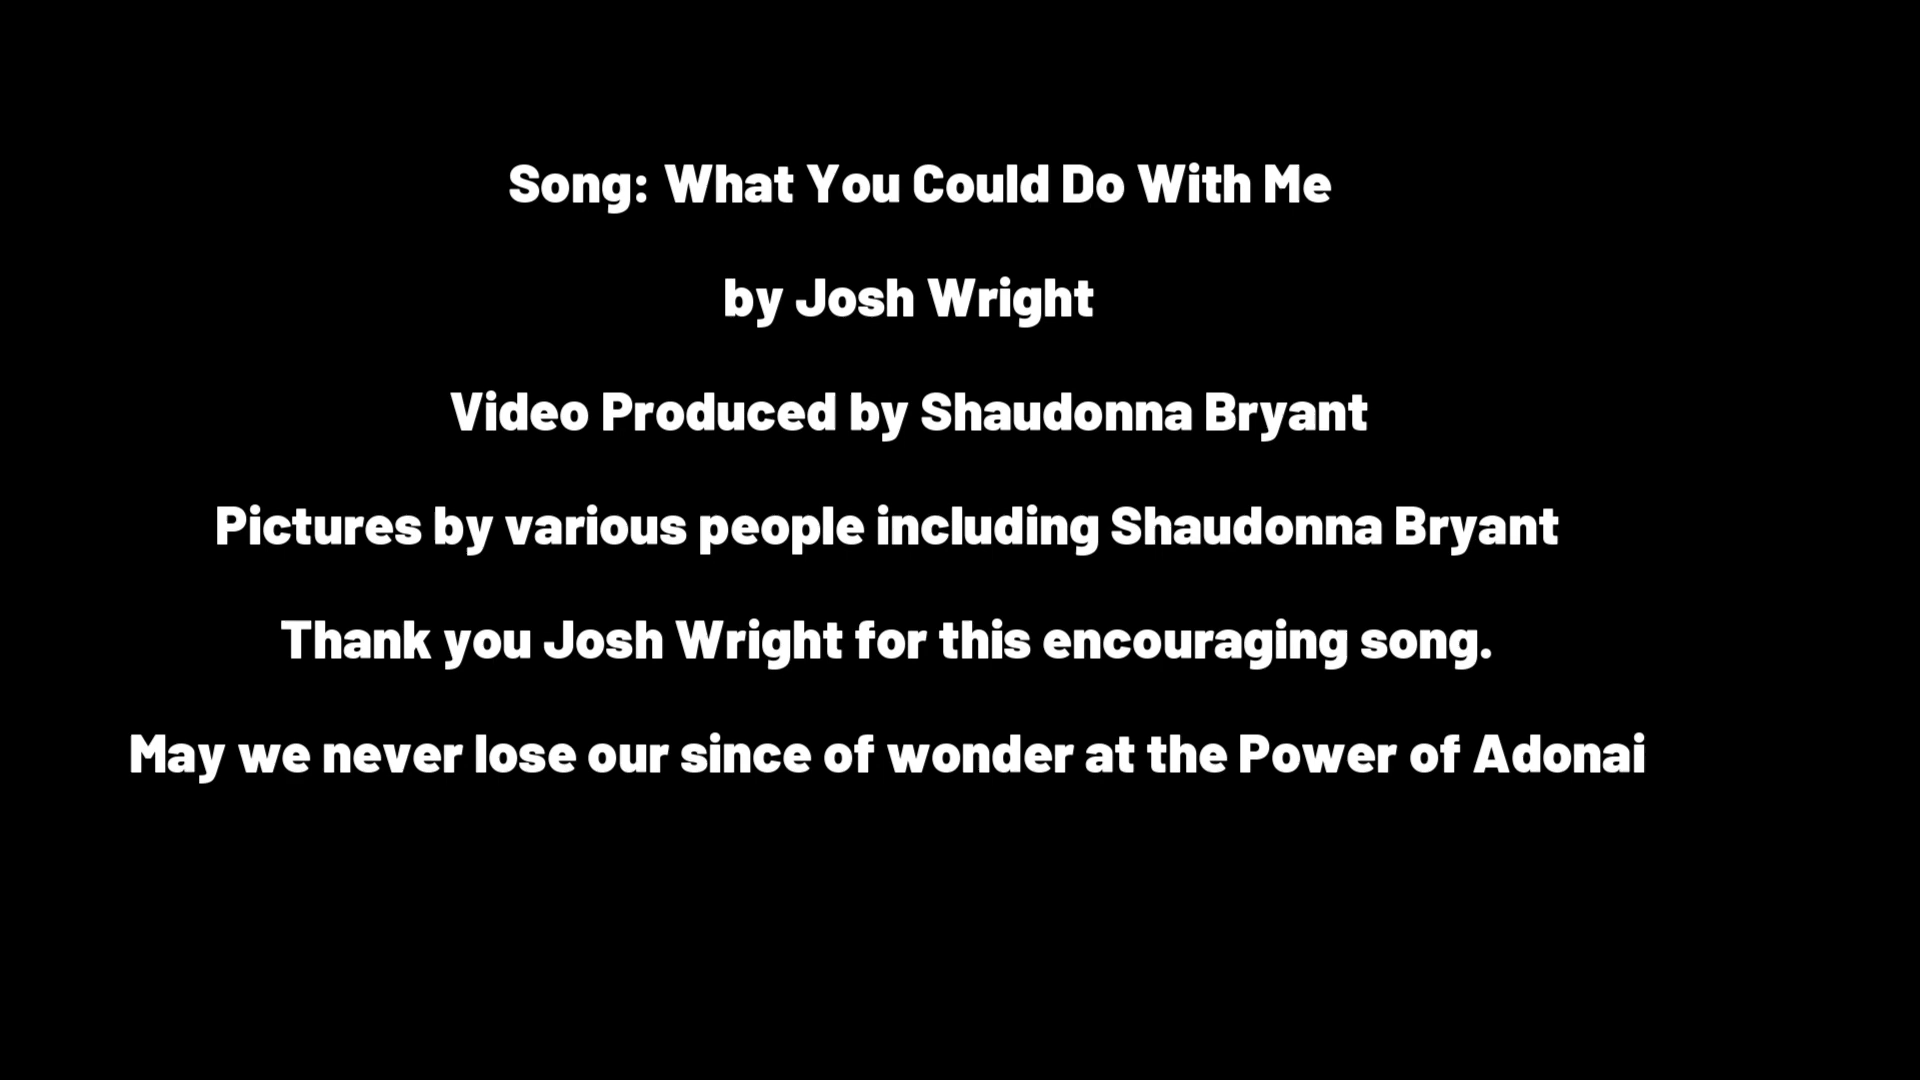 Song: What You Could Do With Me
by Josh Wright
Video Produced by Shaudonna Bryant
Pictures by various people including Shaudonna Bryant
Thank you Josh Wright for this encouraging song.
May we never lose our since of wonder at the Power of Adonai